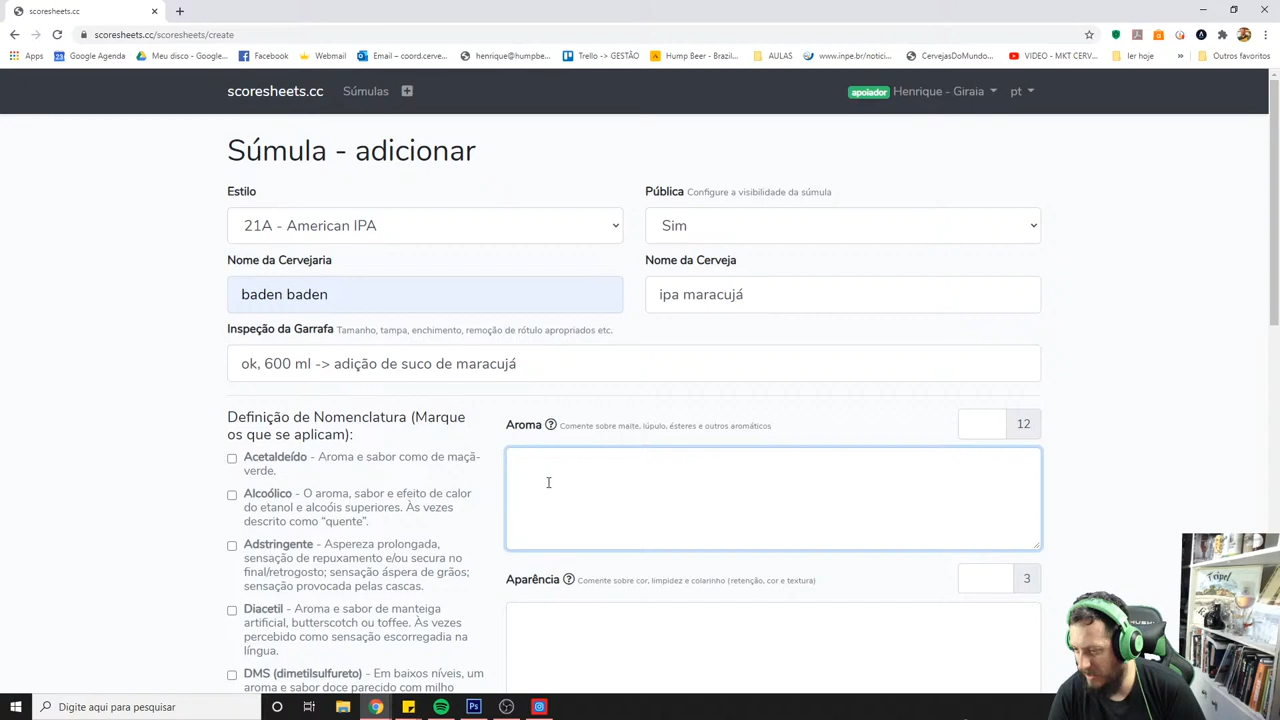 scoresheets.cc
scoresheets.cc/scoresheets/create
Apps
Google Agenda
Meu disco - Google...
Facebook
Webmail
Email – coord.cerve...
henrique@humpbe...
Trello -> GESTÃO
Hump Beer - Brazil...
AULAS
www.inpe.br/notici...
CervejasDoMundo...
VIDEO - MKT CERV...
ler hoje
»
Outros favoritos
scoresheets.cc
Súmulas
apoiador Henrique - Giraia
pt
Súmula - adicionar
Estilo
Pública Configure a visibilidade da súmula
21A - American IPA
Sim
Nome da Cervejaria
Nome da Cerveja
baden baden
ipa maracujá
Inspeção da Garrafa Tamanho, tampa, enchimento, remoção de rótulo apropriados etc.
ok, 600 ml -> adição de suco de maracujá
Definição de Nomenclatura (Marque
os que se aplicam):
Acetaldeído - Aroma e sabor como de maçã-
verde.
Alcoólico - O aroma, sabor e efeito de calor
do etanol e alcoóis superiores. Às vezes
descrito como “quente”.
Adstringente - Aspereza prolongada,
sensação de repuxamento e/ou secura no
final/retrogosto; sensação áspera de grãos;
sensação provocada pelas cascas.
Diacetil - Aroma e sabor de manteiga
artificial, butterscotch ou toffee. Às vezes
percebido como sensação escorregadia na
língua.
DMS (dimetilsulfureto) - Em baixos níveis, um
aroma e sabor doce parecido com milho
Aroma Comente sobre malte, lúpulo, ésteres e outros aromáticos
12
Aparência Comente sobre cor, limpidez e colarinho (retenção, cor e textura)
3
Tripel
Digite aqui para pesquisar